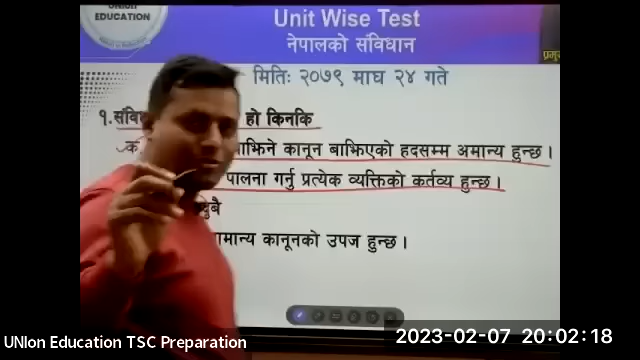 UNION
EDUCATION
Unit Wise Test
नेपालको संविधान
मितिः २०७९ माघ २४ गते
१. हो किनकि
क बाझिने कानून बाझिएको हदसम्म अमान्य हुन्छ ।
पालना गर्नु प्रत्येक व्यक्तिको कर्तव्य हुन्छ ।
कानूनको उपज हुन्छ ।
UNIon Education TSC Preparation
2023-02-07 20:02:18